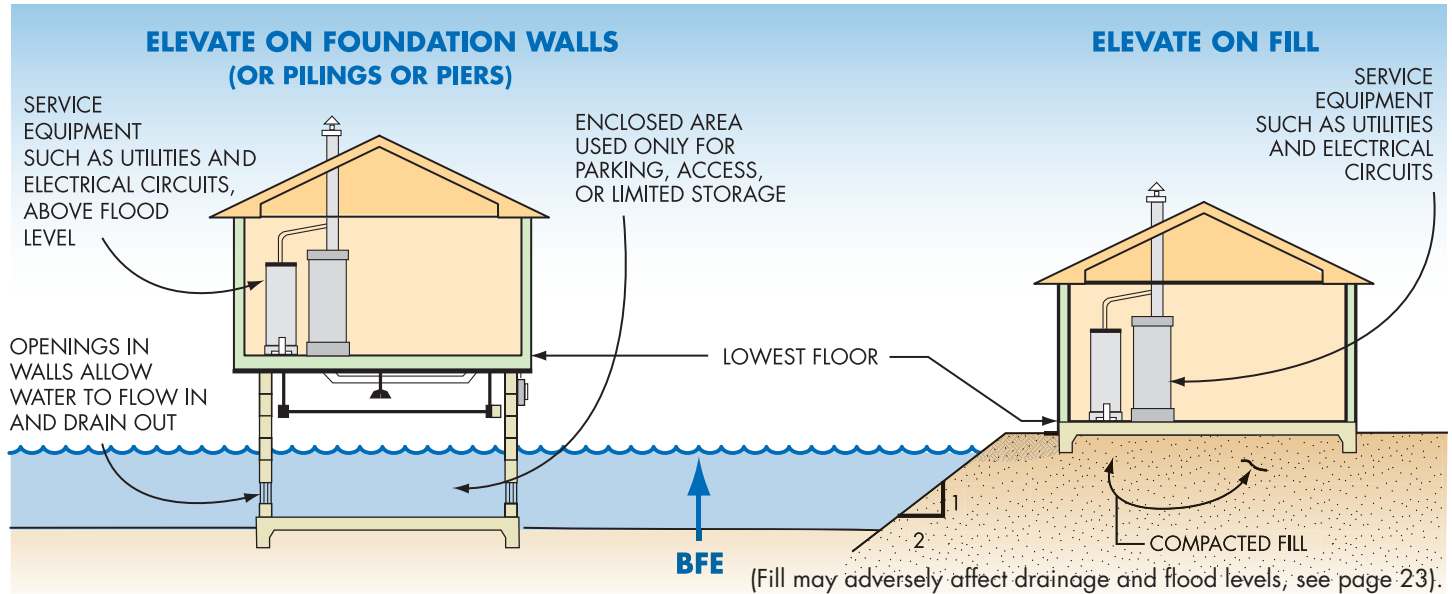 ELEVATE ON FOUNDATION WALLS
(OR PILINGS OR PIERS)
SERVICE
EQUIPMENT
SUCH AS UTILITIES AND
ELECTRICAL CIRCUITS,
ABOVE FLOOD
LEVEL
ENCLOSED AREA
USED ONLY FOR
PARKING, ACCESS,
OR LIMITED STORAGE
OPENINGS IN
WALLS ALLOW
WATER TO FLOW IN
AND DRAIN OUT
LOWEST FLOOR
BFE
ELEVATE ON FILL
SERVICE
EQUIPMENT
SUCH AS UTILITIES
AND ELECTRICAL
CIRCUITS
1
2
COMPACTED FILL
(Fill may adversely affect drainage and flood levels, see page 23).